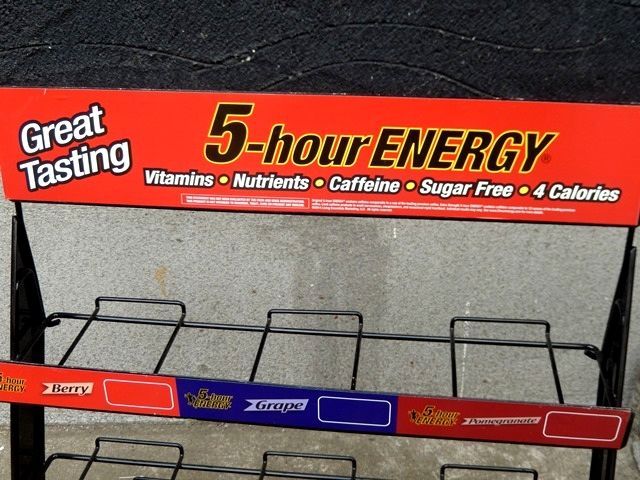 Great
Tasting
5-hour ENERGY®
Vitamins • Nutrients • Caffeine • Sugar Free • 4 Calories
5-hour
ENERGY
Berry
5-hour
ENERGY
Grape
5-hour
ENERGY
Pomegranate